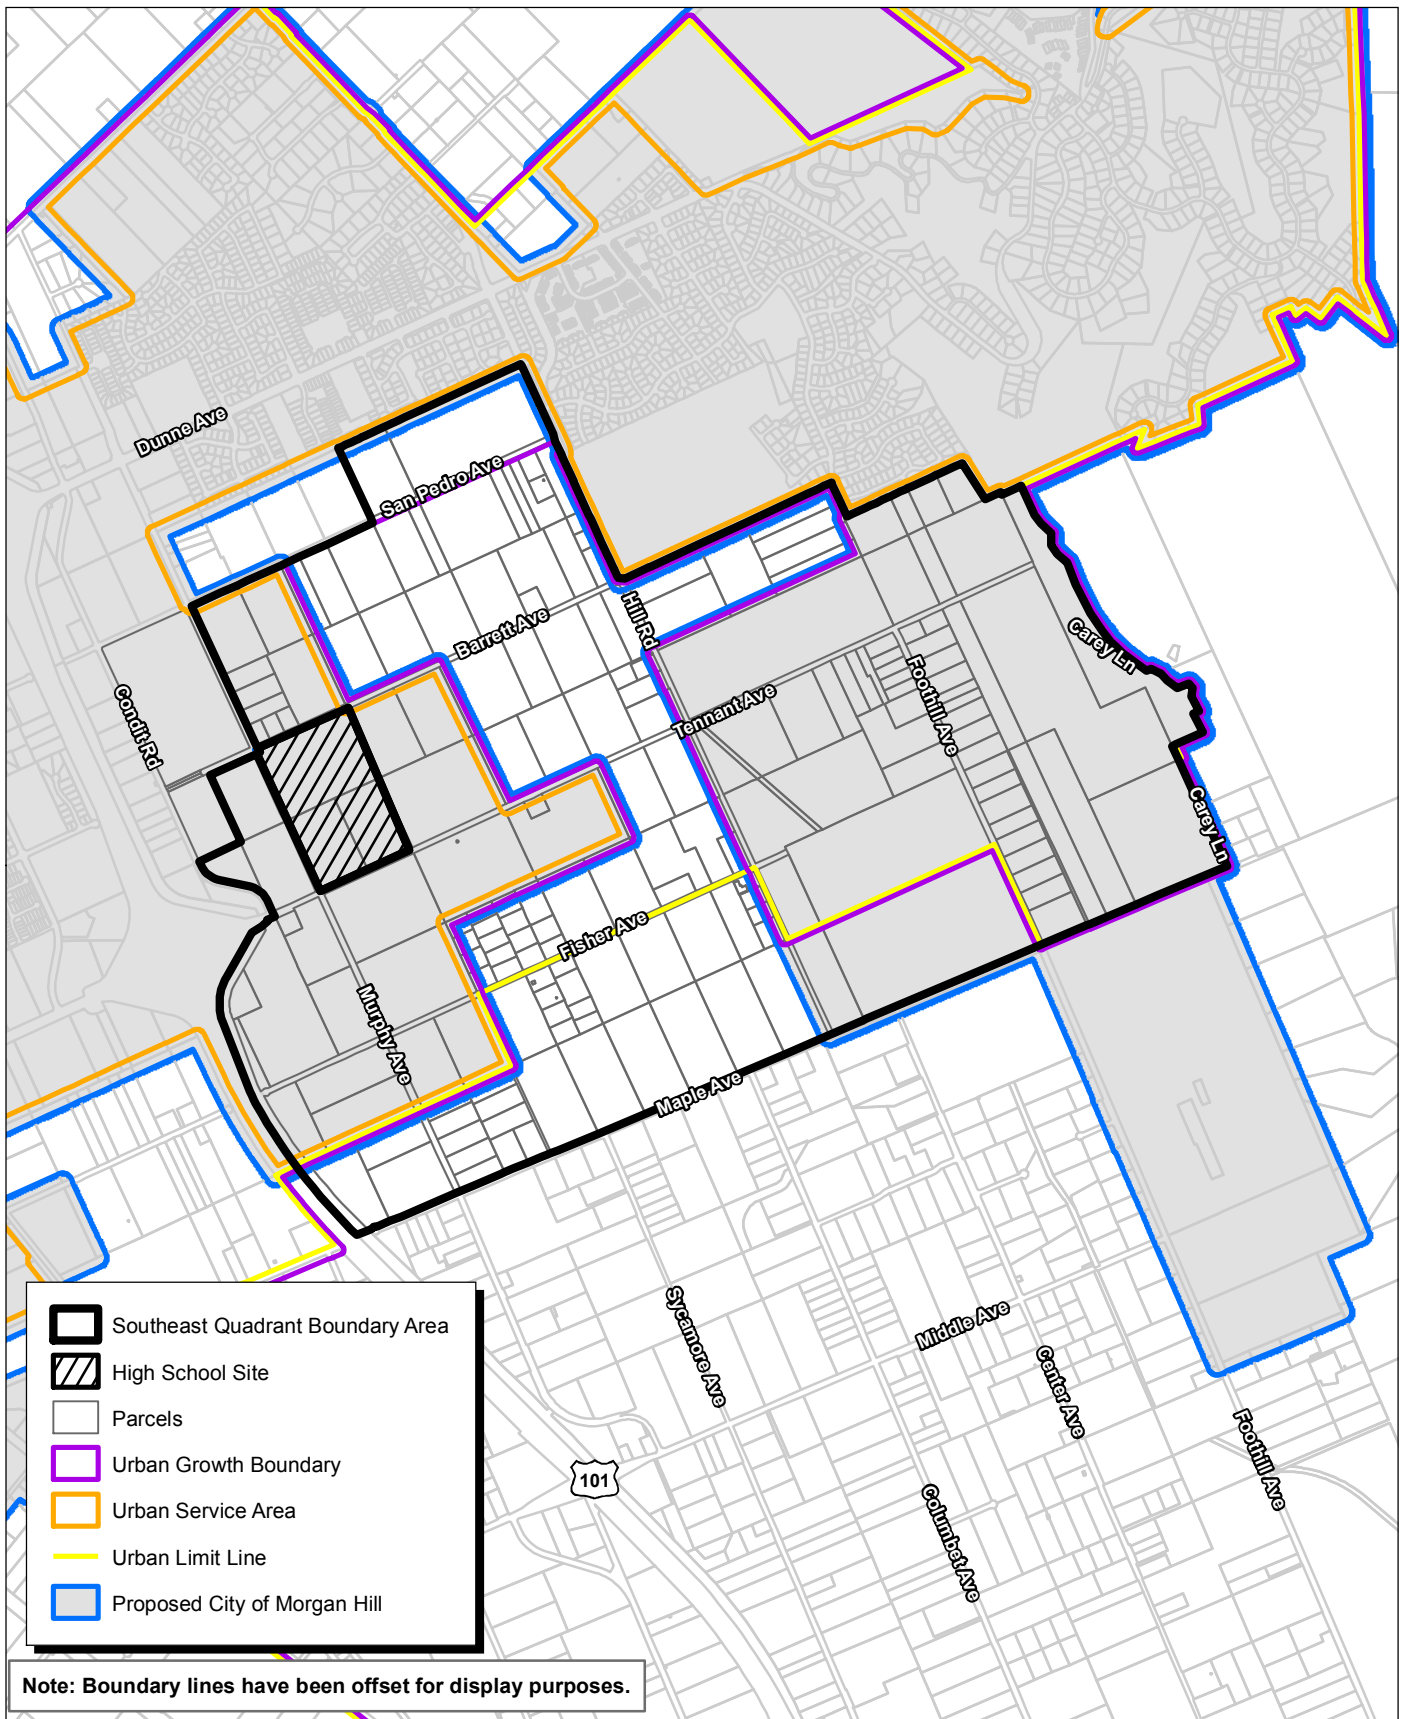 Dunne Ave
San Pedro Ave
Barrett Ave
Hill Rd
Carey Ln
Condit Rd
Tennant Ave
Foothill Ave
Carey Ln
Fisher Ave
Murphy Ave
Maple Ave
Sycamore Ave
Middle Ave
Center Ave
Foothill Ave
Columbet Ave
101
Southeast Quadrant Boundary Area
High School Site
Parcels
Urban Growth Boundary
Urban Service Area
Urban Limit Line
Proposed City of Morgan Hill
Note: Boundary lines have been offset for display purposes.